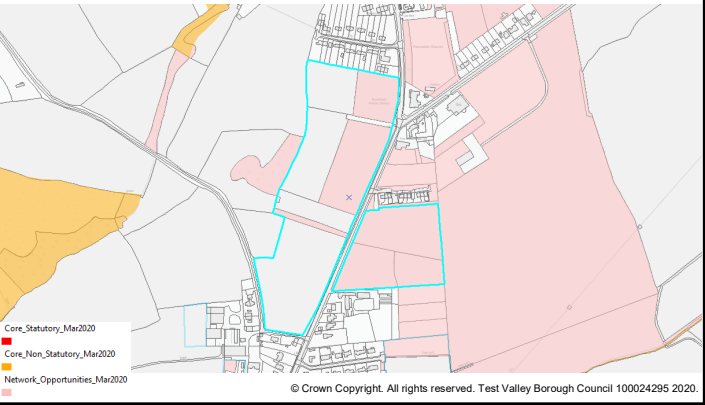 Core_Statutory_Mar2020
Core_Non_Statutory_Mar2020
Network_Opportunities_Mar2020
© Crown Copyright. All rights reserved. Test Valley Borough Council 100024295 2020.